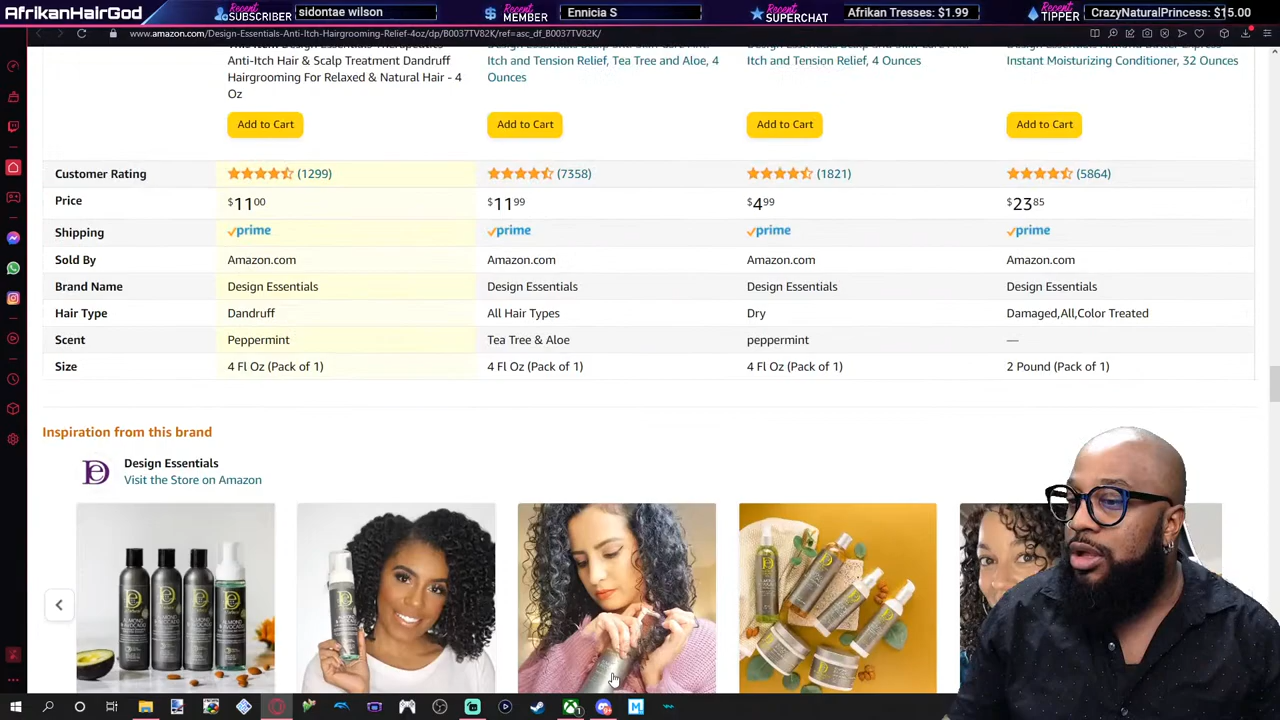 AfrikanHairGod
Recent SUBSCRIBER sidontae wilson
Recent MEMBER Ennicia S
Recent SUPERCHAT Afrikan Tresses: $1.99
Recent TIPPER CrazyNaturalPrincess: $15.00
www.amazon.com/Design-Essentials-Anti-Itch-Hairgrooming-Relief-4oz/dp/B0037TV82K/ref=asc_df_B0037TV82K/
Anti-Itch Hair & Scalp Treatment Dandruff
Hairgrooming For Relaxed & Natural Hair - 4
Oz
Itch and Tension Relief, Tea Tree and Aloe, 4
Ounces
Itch and Tension Relief, 4 Ounces
Instant Moisturizing Conditioner, 32 Ounces
Add to Cart Add to Cart Add to Cart Add to Cart
Customer Rating (1299) (7358) (1821) (5864)
Price $11 00 $11 99 $4 99 $23 85
Shipping prime prime prime prime
Sold By Amazon.com Amazon.com Amazon.com Amazon.com
Brand Name Design Essentials Design Essentials Design Essentials Design Essentials
Hair Type Dandruff All Hair Types Dry Damaged,All,Color Treated
Scent Peppermint Tea Tree & Aloe peppermint —
Size 4 Fl Oz (Pack of 1) 4 Fl Oz (Pack of 1) 4 Fl Oz (Pack of 1) 2 Pound (Pack of 1)
Inspiration from this brand
Design Essentials
Visit the Store on Amazon